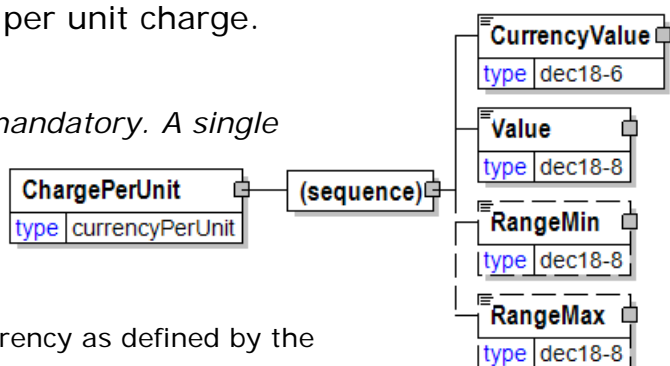 per unit charge.
CurrencyValue
type dec18-6
mandatory. A single
Value
type dec18-8
ChargePerUnit
type currencyPerUnit
(sequence)
RangeMin
type dec18-8
RangeMax
type dec18-8
rency as defined by the